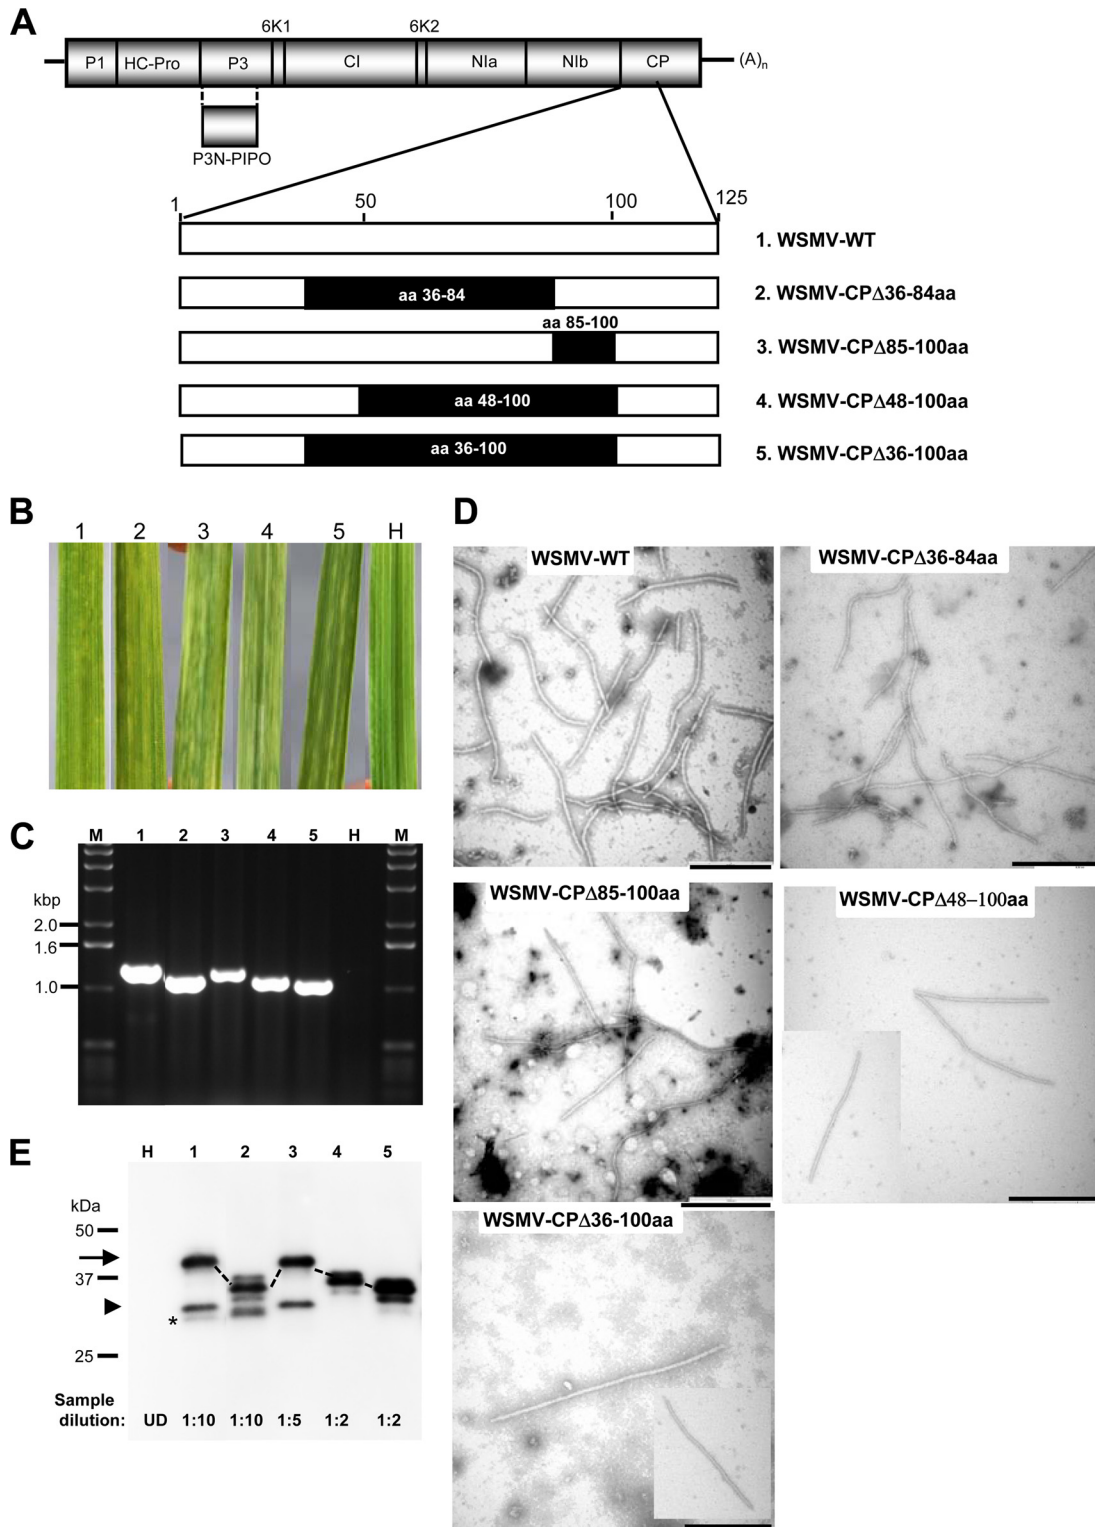 A
6K1 6K2
P1 HC-Pro P3 CI NIa NIb CP (A)n
P3N-PIPO
1 50 100 125
1. WSMV-WT
aa 36-84 2. WSMV-CPΔ36-84aa
aa 85-100
3. WSMV-CPΔ85-100aa
aa 48-100 4. WSMV-CPΔ48-100aa
aa 36-100 5. WSMV-CPΔ36-100aa
B
1 2 3 4 5 H
C
M 1 2 3 4 5 H M
kbp
2.0
1.6
1.0
D
WSMV-WT
WSMV-CPΔ36-84aa
WSMV-CPΔ85-100aa
WSMV-CPΔ48–100aa
WSMV-CPΔ36-100aa
E
H 1 2 3 4 5
kDa
50
37
*
25
Sample
dilution: UD 1:10 1:10 1:5 1:2 1:2